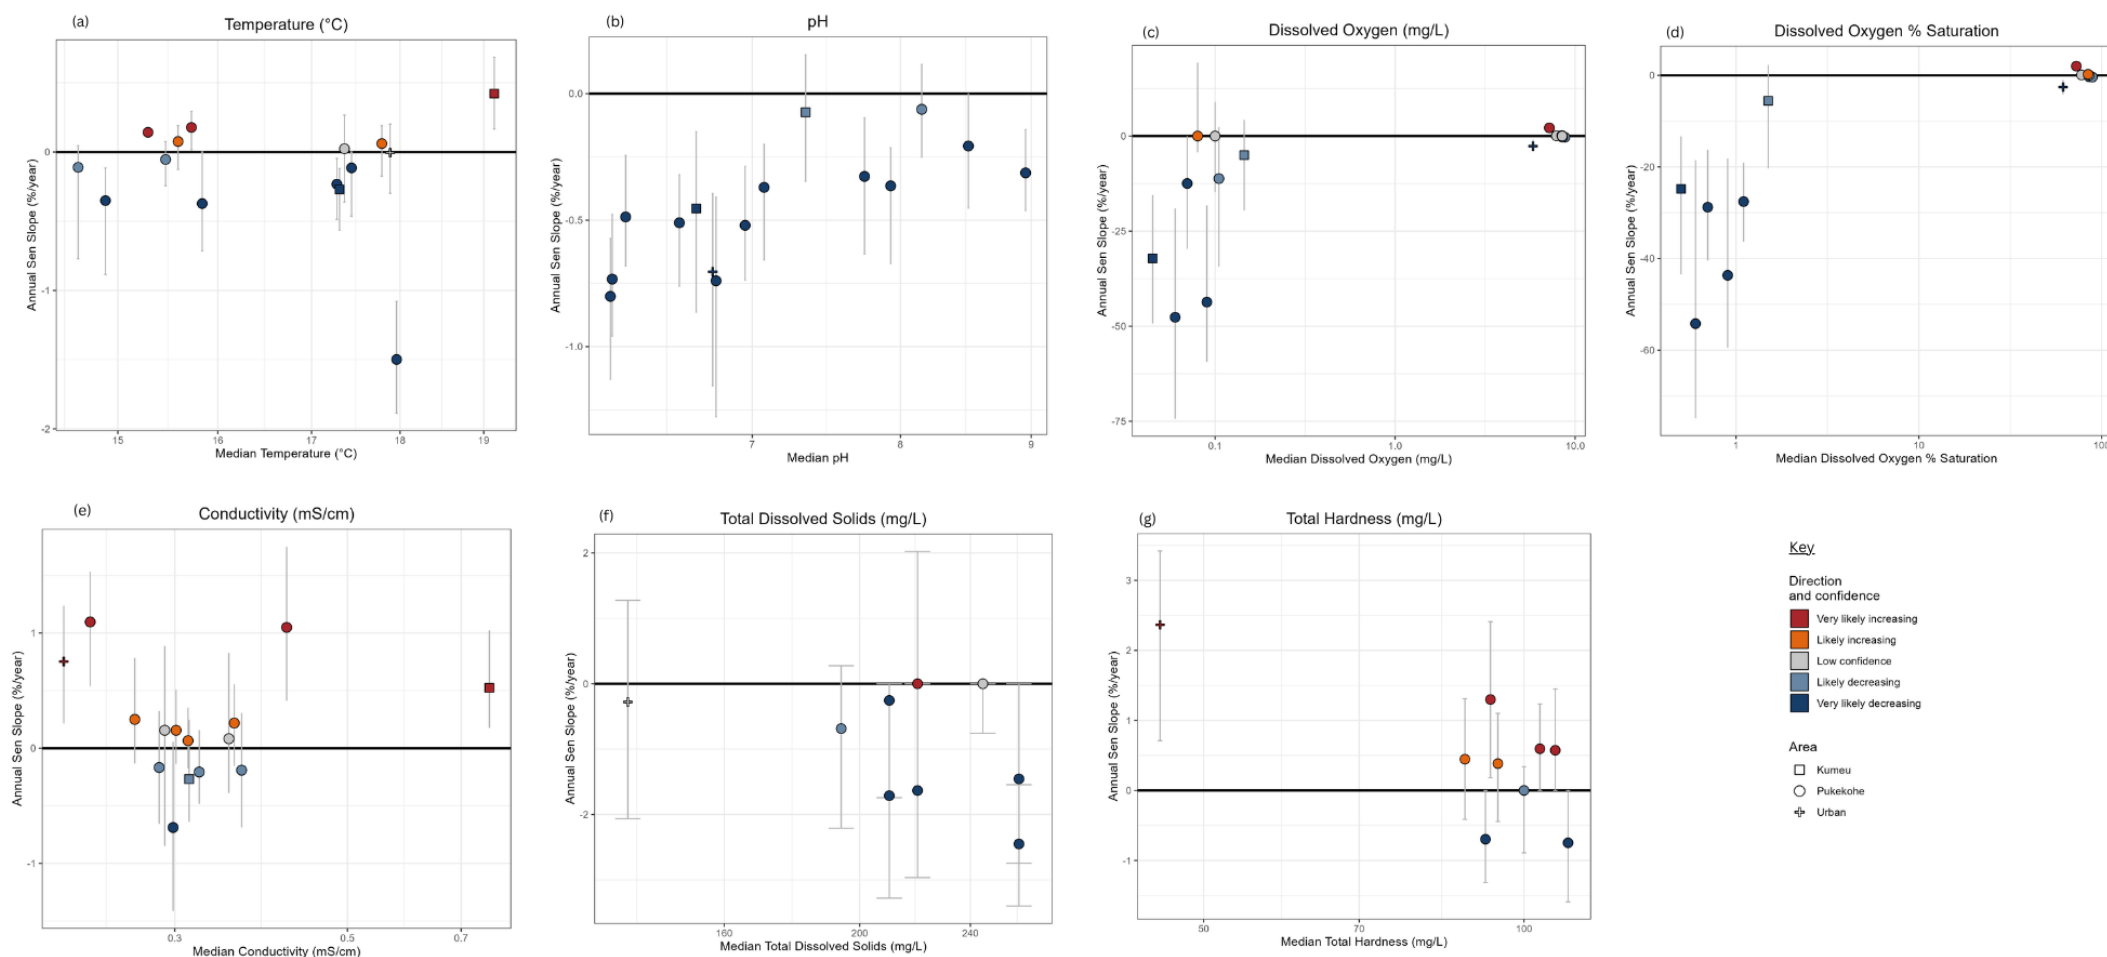 (a) Temperature (°C)
Annual Sen Slope (%/year)
0
-1
-2
15 16 17 18 19
Median Temperature (°C)
(b) pH
Annual Sen Slope (%/year)
0.0
-0.5
-1.0
7 8 9
Median pH
(c) Dissolved Oxygen (mg/L)
Annual Sen Slope (%/year)
0
-25
-50
-75
0.1 1.0 10.0
Median Dissolved Oxygen (mg/L)
(d) Dissolved Oxygen % Saturation
Annual Sen Slope (%/year)
0
-20
-40
-60
1 10 100
Median Dissolved Oxygen % Saturation
(e) Conductivity (mS/cm)
Annual Sen Slope (%/year)
1
0
-1
0.3 0.5 0.7
Median Conductivity (mS/cm)
(f) Total Dissolved Solids (mg/L)
Annual Sen Slope (%/year)
2
0
-2
160 200 240
Median Total Dissolved Solids (mg/L)
(g) Total Hardness (mg/L)
Annual Sen Slope (%/year)
3
2
1
0
-1
50 70 100
Median Total Hardness (mg/L)
Key
Direction
and confidence
Very likely increasing
Likely increasing
Low confidence
Likely decreasing
Very likely decreasing
Area
Kumeu
Pukekohe
Urban